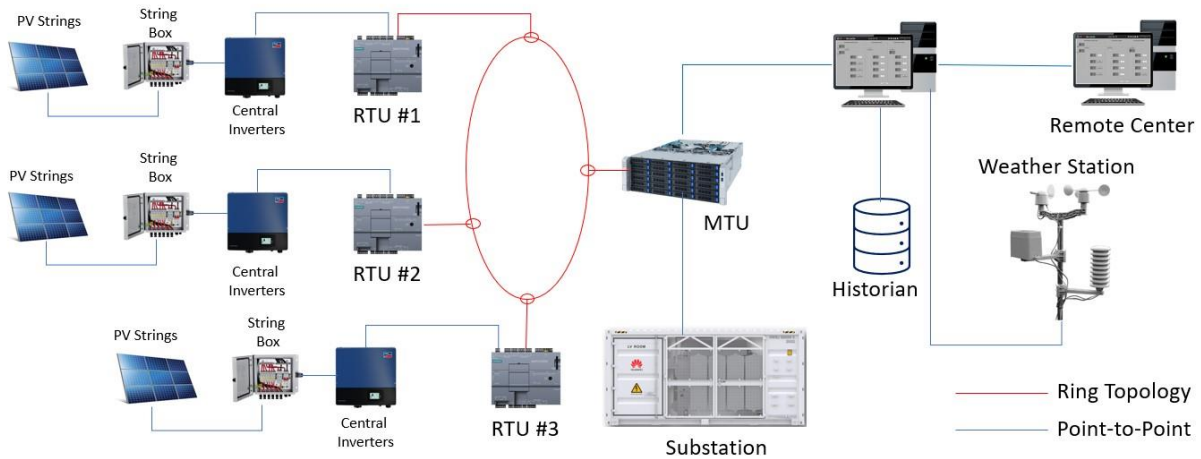 PV Strings
String
Box
Central
Inverters
RTU #1
PV Strings
String
Box
Central
Inverters
RTU #2
PV Strings
String
Box
Central
Inverters
RTU #3
MTU
Substation
Historian
Remote Center
Weather Station
Ring Topology
Point-to-Point